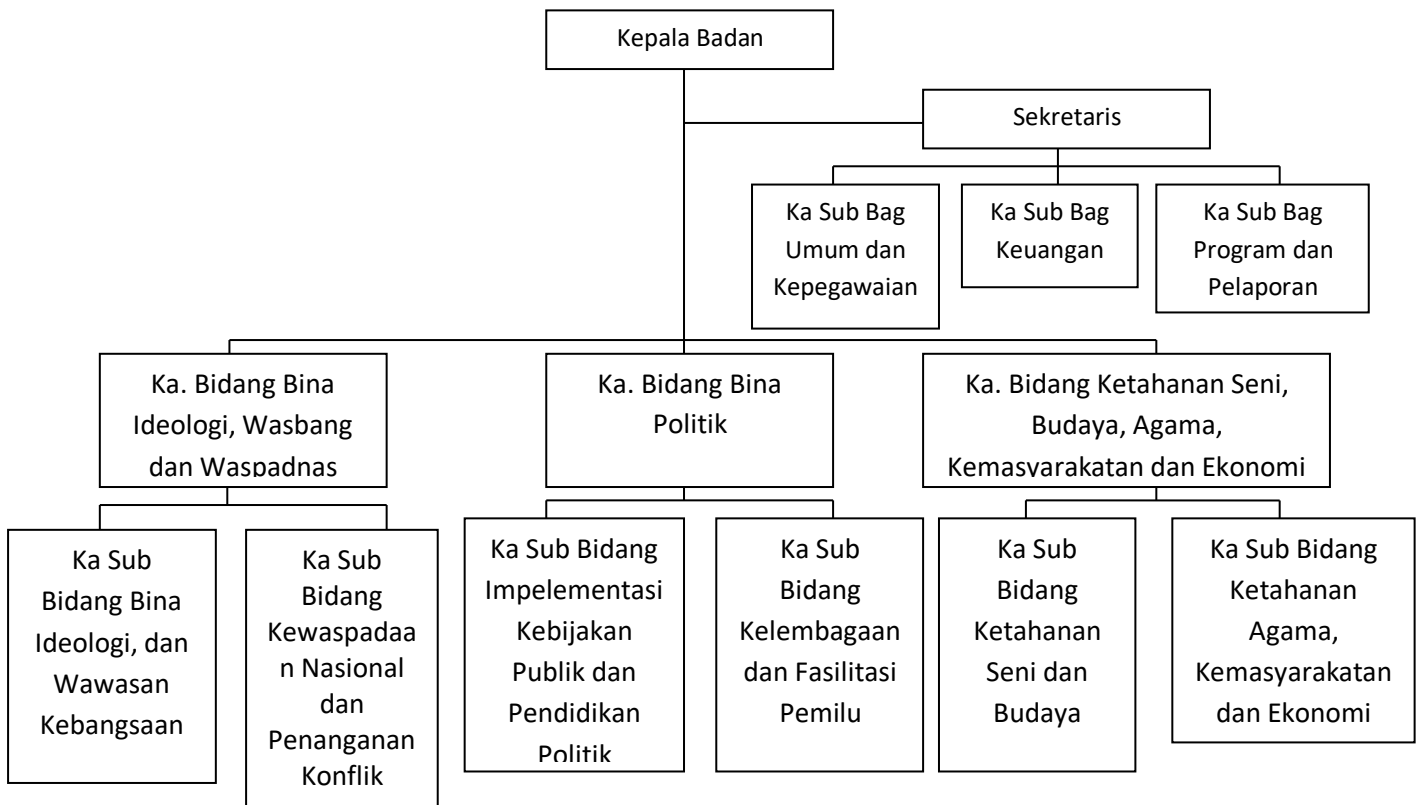 Kepala Badan
Sekretaris
Ka Sub Bag
Umum dan
Kepegawaian
Ka Sub Bag
Keuangan
Ka Sub Bag
Program dan
Pelaporan
Ka. Bidang Bina
Ideologi, Wasbang
dan Waspadnas
Ka. Bidang Bina
Politik
Ka. Bidang Ketahanan Seni,
Budaya, Agama,
Kemasyarakatan dan Ekonomi
Ka Sub
Bidang Bina
Ideologi, dan
Wawasan
Kebangsaan
Ka Sub
Bidang
Kewaspadaa
n Nasional
dan
Penanganan
Konflik
Ka Sub Bidang
Impelementasi
Kebijakan
Publik dan
Pendidikan
Politik
Ka Sub
Bidang
Kelembagaan
dan Fasilitasi
Pemilu
Ka Sub
Bidang
Ketahanan
Seni dan
Budaya
Ka Sub Bidang
Ketahanan
Agama,
Kemasyarakatan
dan Ekonomi